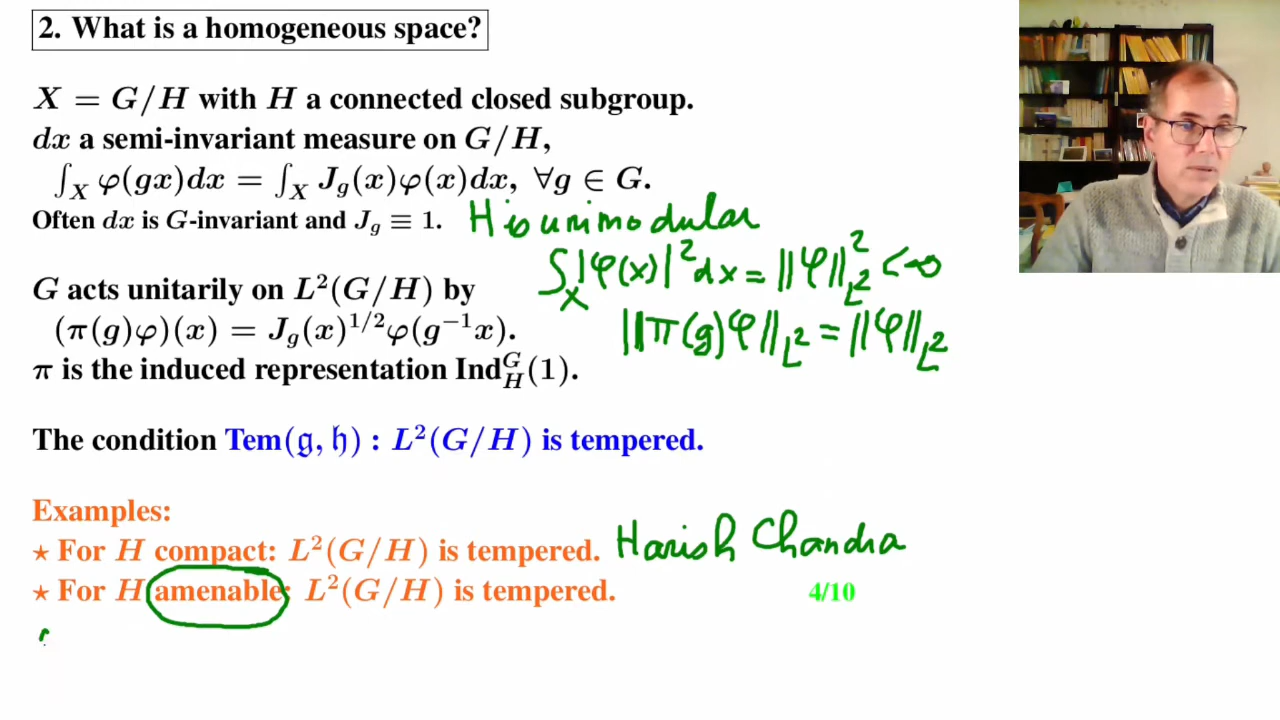 2. What is a homogeneous space?
X = G/H with H a connected closed subgroup.
dx a semi-invariant measure on G/H,
∫_X φ(gx)dx = ∫_X J_g(x)φ(x)dx, ∀g ∈ G.
Often dx is G-invariant and J_g ≡ 1. H is unimodular
∫_X |φ(x)|² dx = ||φ||²_{L²} < ∞
G acts unitarily on L²(G/H) by
(π(g)φ)(x) = J_g(x)^{1/2}φ(g^{-1}x). ||π(g)φ||_{L²} = ||φ||_{L²}
π is the induced representation Ind_H^G(1).
The condition Tem(𝔤, 𝔥) : L²(G/H) is tempered.
Examples:
⋆ For H compact: L²(G/H) is tempered. Harish Chandra
⋆ For H amenable: L²(G/H) is tempered. 4/10